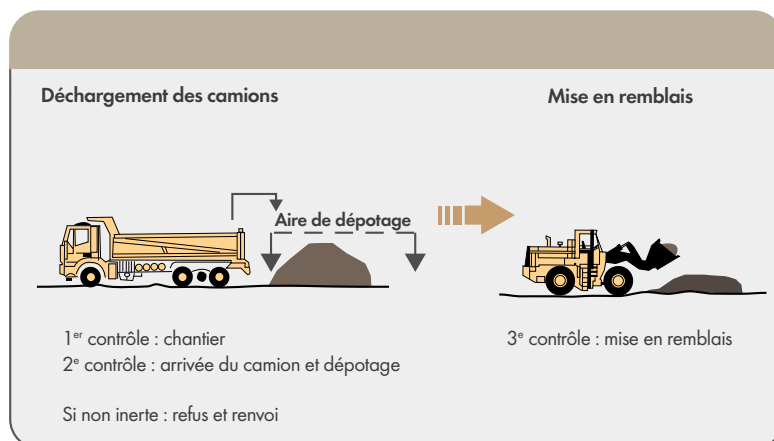 Déchargement des camions
Mise en remblais
Aire de dépotage
1er contrôle : chantier
2e contrôle : arrivée du camion et dépotage
3e contrôle : mise en remblais
Si non inerte : refus et renvoi